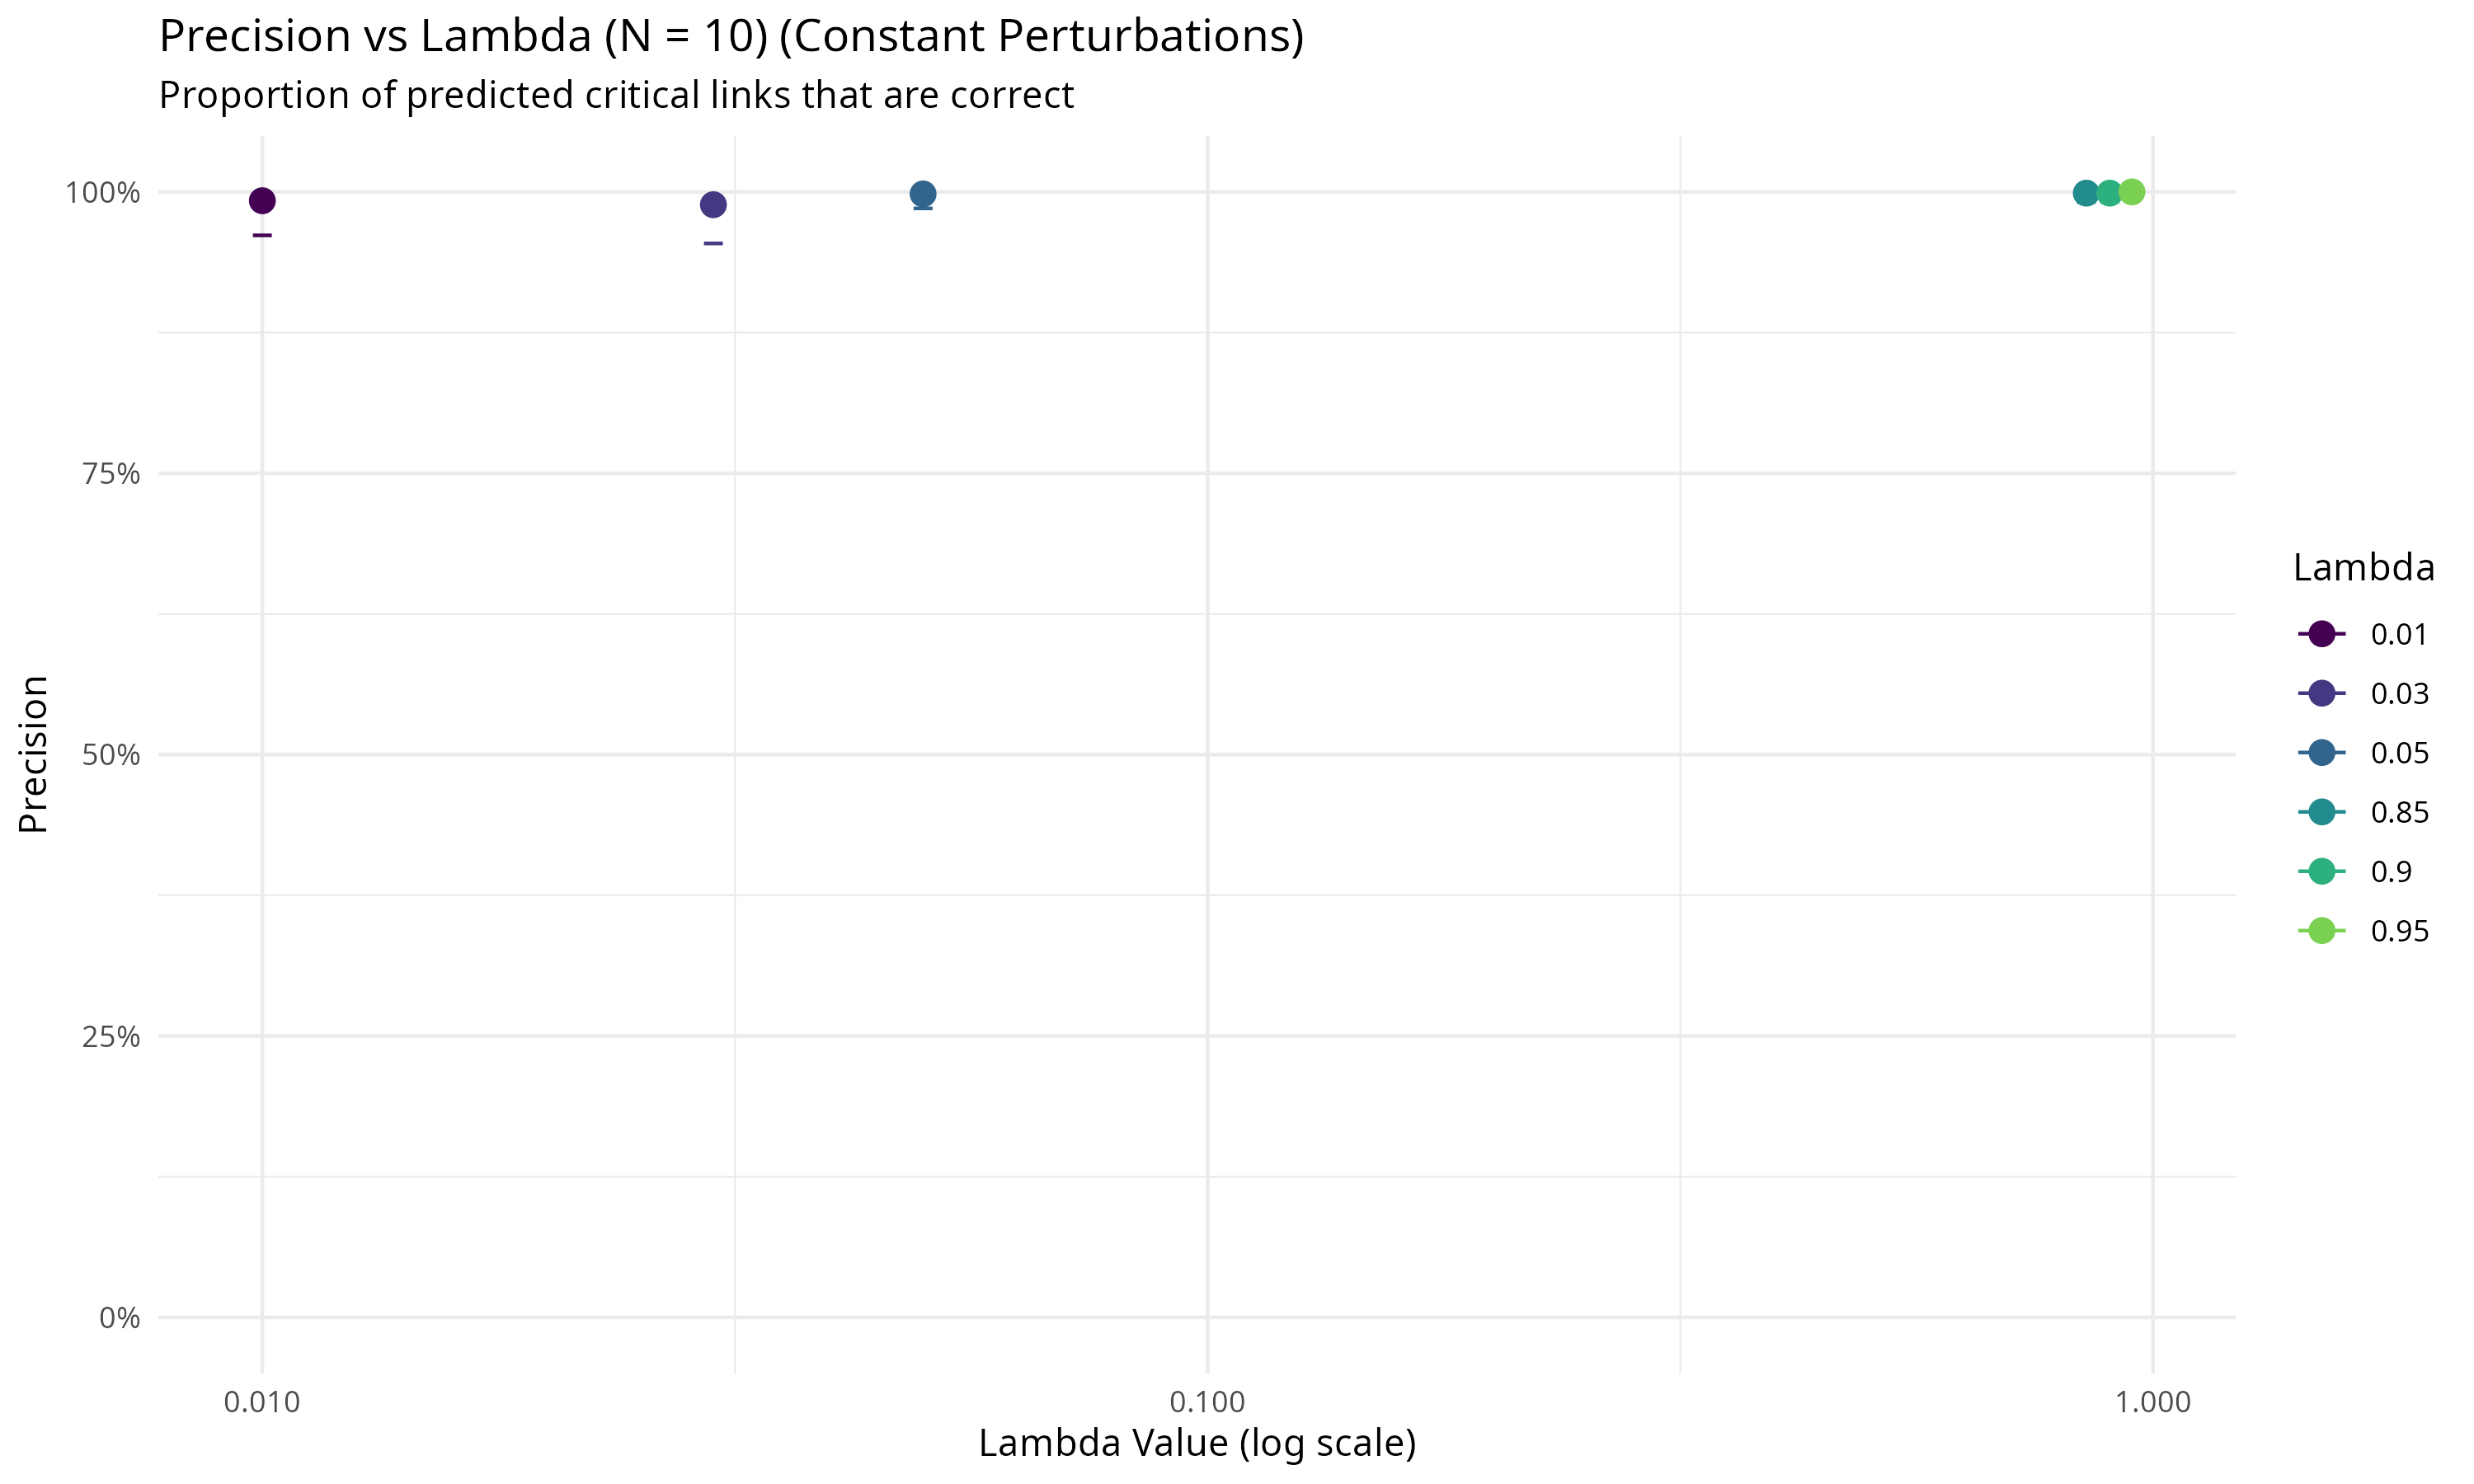 Precision vs Lambda (N = 10) (Constant Perturbations)
Proportion of predicted critical links that are correct
100%
75%
50%
25%
0%
Precision
0.010
0.100
1.000
Lambda Value (log scale)
Lambda
0.01
0.03
0.05
0.85
0.9
0.95